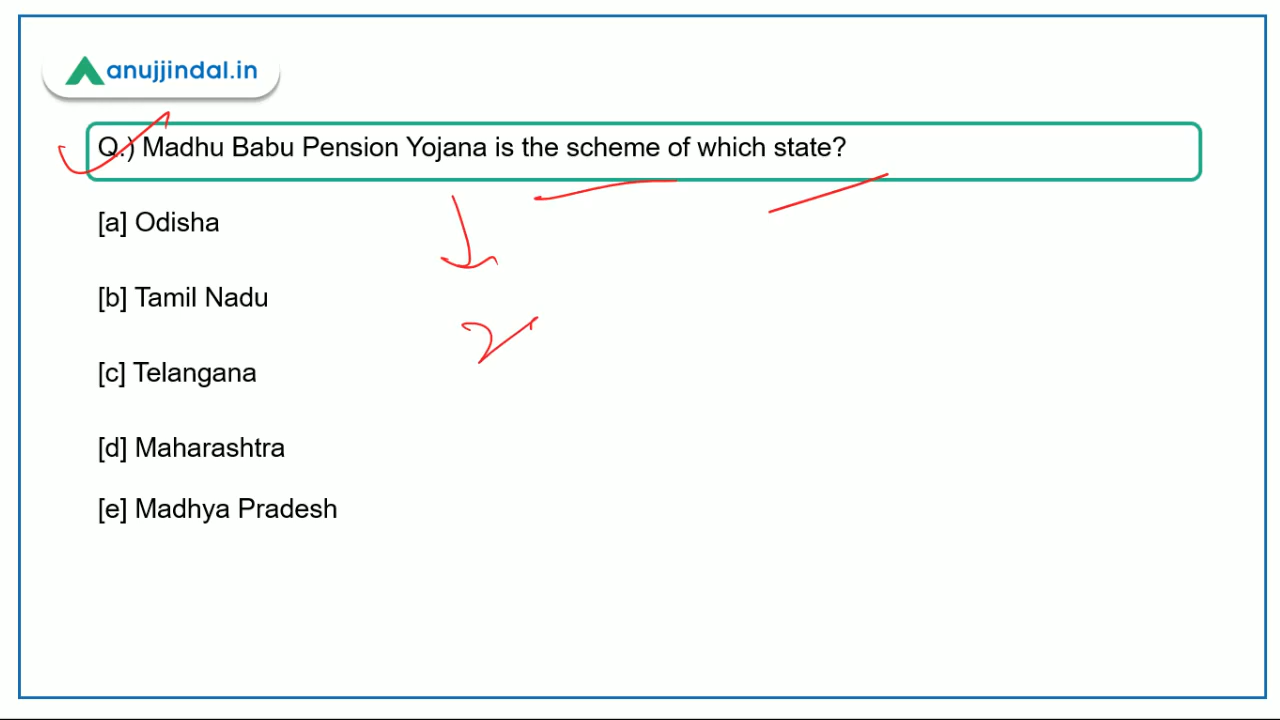 anujjindal.in
Q.) Madhu Babu Pension Yojana is the scheme of which state?
[a] Odisha
[b] Tamil Nadu
[c] Telangana
[d] Maharashtra
[e] Madhya Pradesh